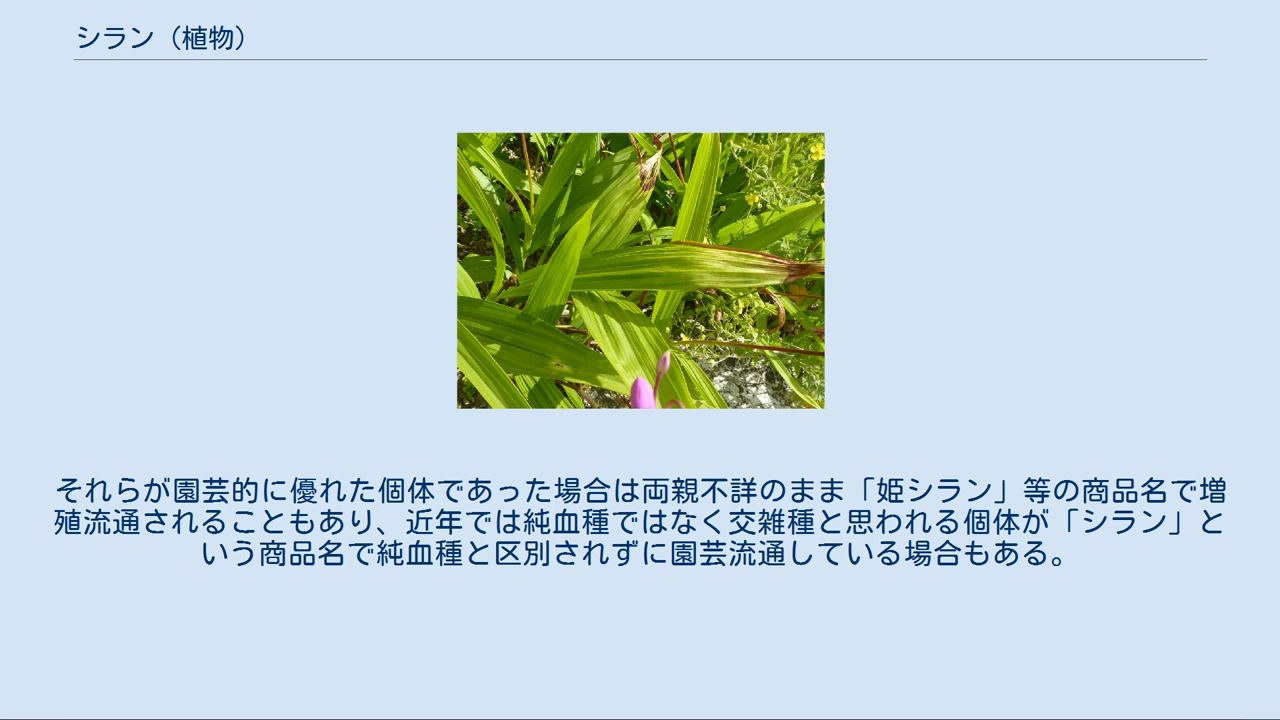 シラン（植物）
それらが園芸的に優れた個体であった場合は両親不詳のまま「姫シラン」等の商品名で増
殖流通されることもあり、近年では純血種ではなく交雑種と思われる個体が「シラン」と
いう商品名で純血種と区別されずに園芸流通している場合もある。